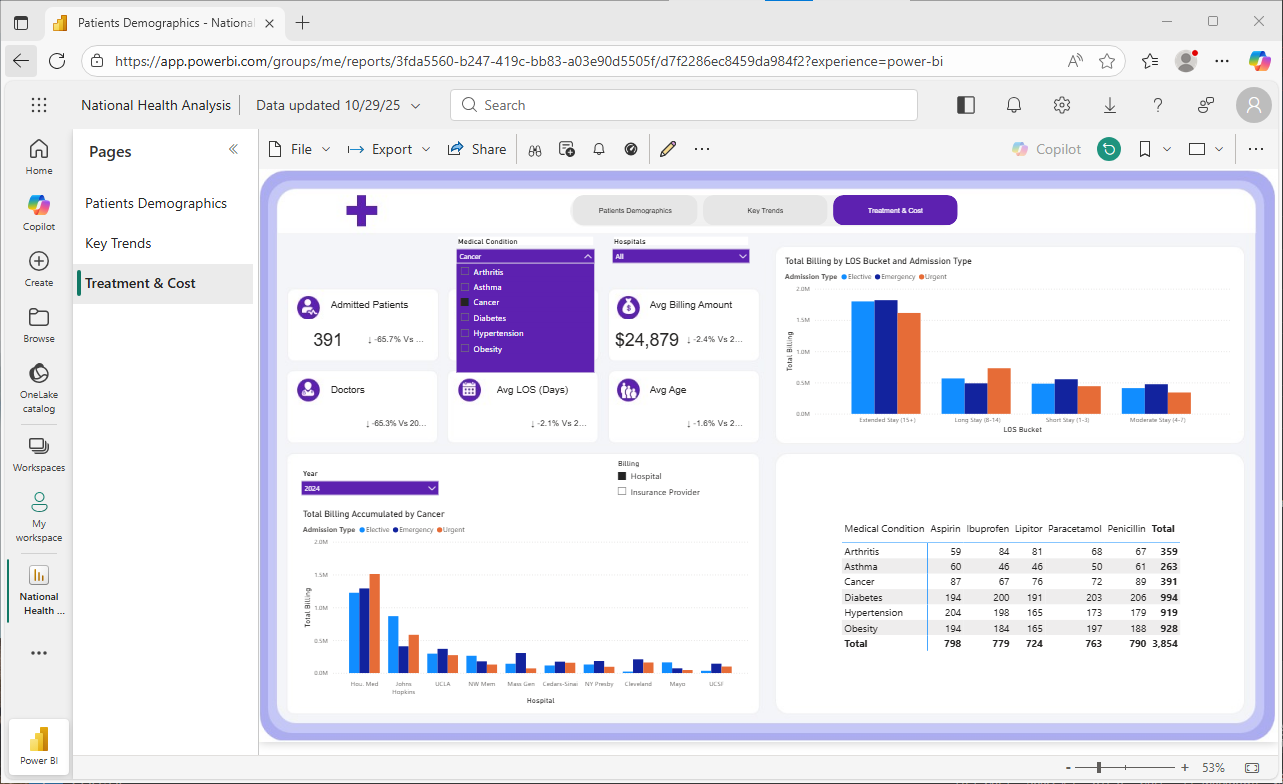 Patients Demographics - National
https://app.powerbi.com/groups/me/reports/3fda5560-b247-419c-bb83-a03e90d5505f/d7f2286ec8459da984f2?experience=power-bi
National Health Analysis
Data updated 10/29/25
Search
Home
Copilot
Create
Browse
OneLake
catalog
Workspaces
My
workspace
National
Health ...
Power BI
Pages
Patients Demographics
Key Trends
Treatment & Cost
File
Export
Share
Copilot
Patients Demographics
Key Trends
Treatment & Cost
Medical Condition
Cancer
Arthritis
Asthma
Cancer
Diabetes
Hypertension
Obesity
Hospitals
All
Admitted Patients
391
↓ -65.7% Vs ...
Avg Billing Amount
$24,879
↓ -2.4% Vs 2...
Doctors
↓ -65.3% Vs 20...
Avg LOS (Days)
↓ -2.1% Vs 2...
Avg Age
↓ -1.6% Vs 2...
Total Billing by LOS Bucket and Admission Type
Admission Type Elective Emergency Urgent
Total Billing
2.0M
1.5M
1.0M
0.5M
0.0M
Extended Stay (15+) Long Stay (8-14) Short Stay (1-3) Moderate Stay (4-7)
LOS Bucket
Year
2024
Billing
Hospital
Insurance Provider
Total Billing Accumulated by Cancer
Admission Type Elective Emergency Urgent
Total Billing
2.0M
1.5M
1.0M
0.5M
0.0M
Hou. Med Johns Hopkins UCLA NW Mem Mass Gen Cedars-Sinai NY Presby Cleveland Mayo UCSF
Hospital
Medical Condition Aspirin Ibuprofen Lipitor Paracetamol Penicillin Total
Arthritis 59 84 81 68 67 359
Asthma 60 46 46 50 61 263
Cancer 87 67 76 72 89 391
Diabetes 194 200 191 203 206 994
Hypertension 204 198 165 173 179 919
Obesity 194 184 165 197 188 928
Total 798 779 724 763 790 3,854
- + 53%